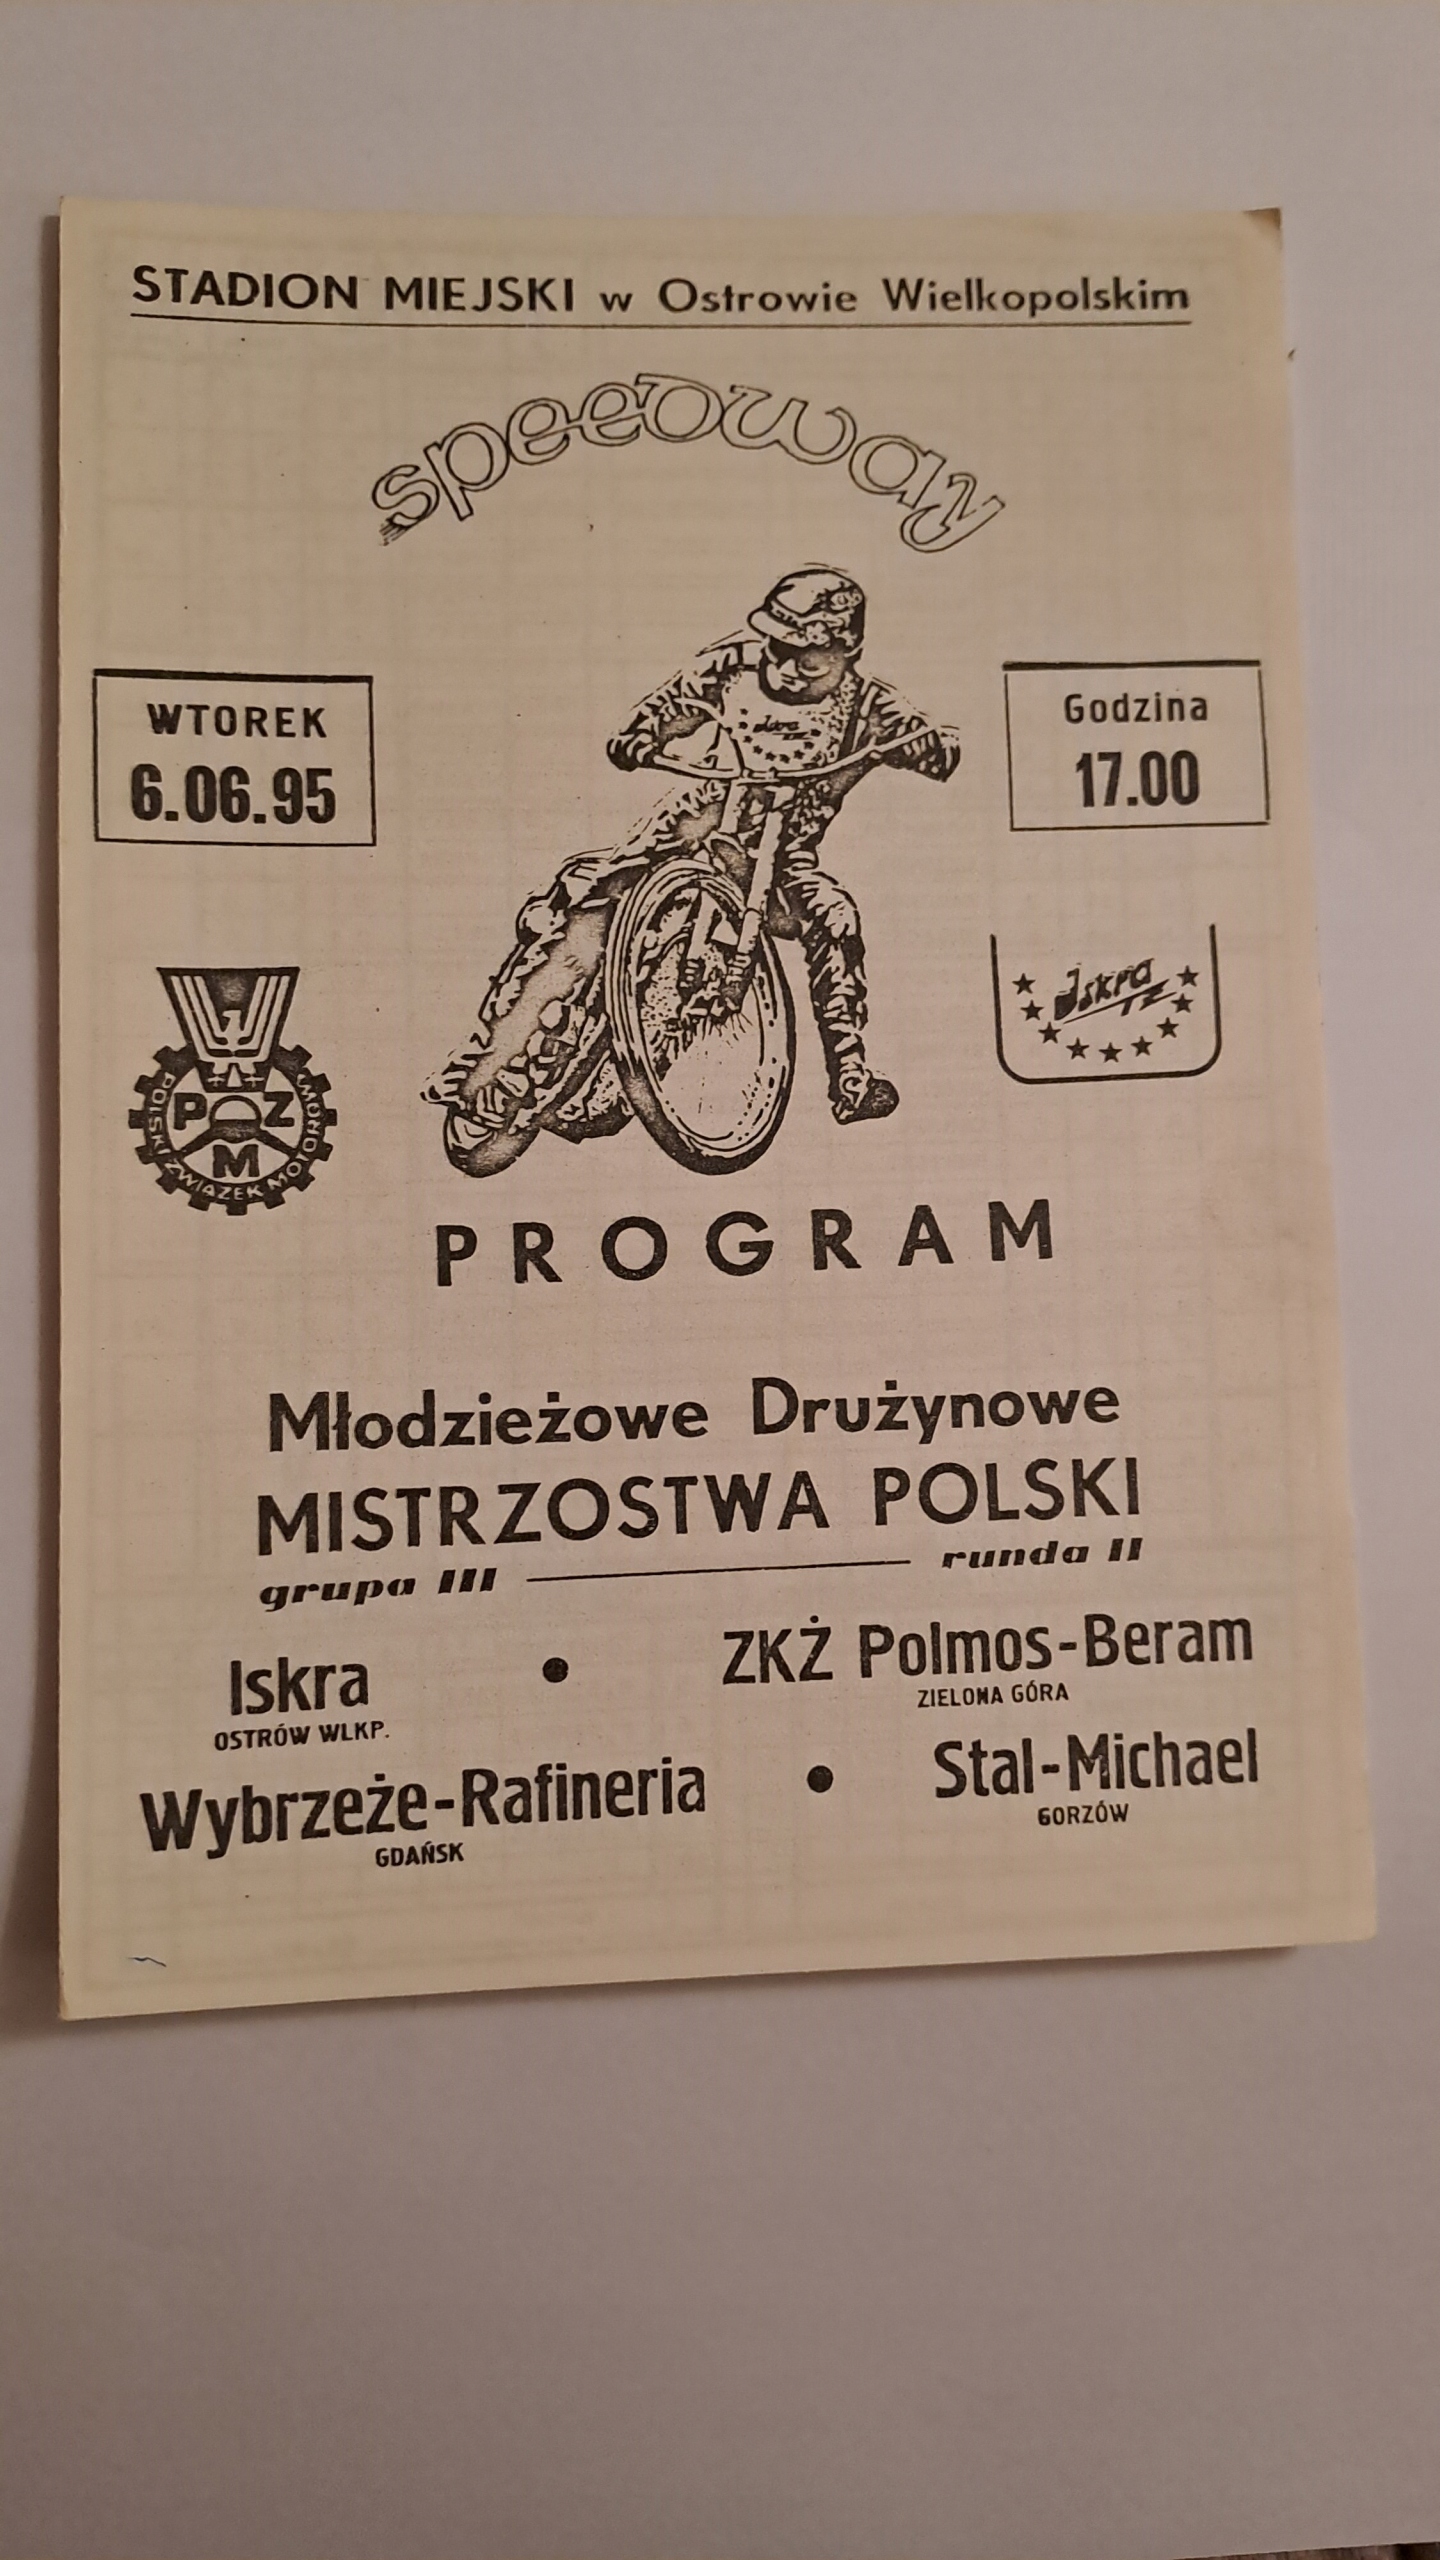 STADION MIEJSKI w Ostrowie Wielkopolskim
speedway
WTOREK
6.06.95
Godzina
17.00
Iskra
POLSKI ZWIĄZEK MOTOROWY
P Z
M
Iskra
PROGRAM
Młodzieżowe Drużynowe
MISTRZOSTWA POLSKI
grupa III runda II
Iskra • ZKŻ Polmos-Beram
OSTRÓW WLKP. ZIELONA GÓRA
Wybrzeże-Rafineria • Stal-Michael
GDAŃSK GORZÓW